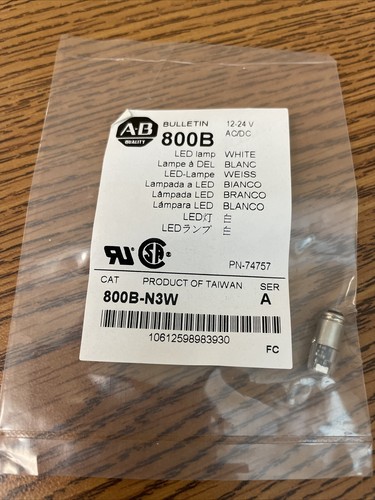 A-B
QUALITY
BULLETIN 12-24 V
800B AC/DC
LED lamp WHITE
Lampe à DEL BLANC
LED-Lampe WEISS
Lampada a LED BIANCO
Lámpada LED BRANCO
Lámpara LED BLANCO
LED灯 白
LEDランプ 白
PN-74757
CAT PRODUCT OF TAIWAN SER
800B-N3W A
10612598983930
FC